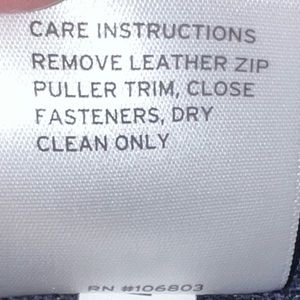 CARE INSTRUCTIONS
REMOVE LEATHER ZIP
PULLER TRIM, CLOSE
FASTENERS, DRY
CLEAN ONLY
RN #106803